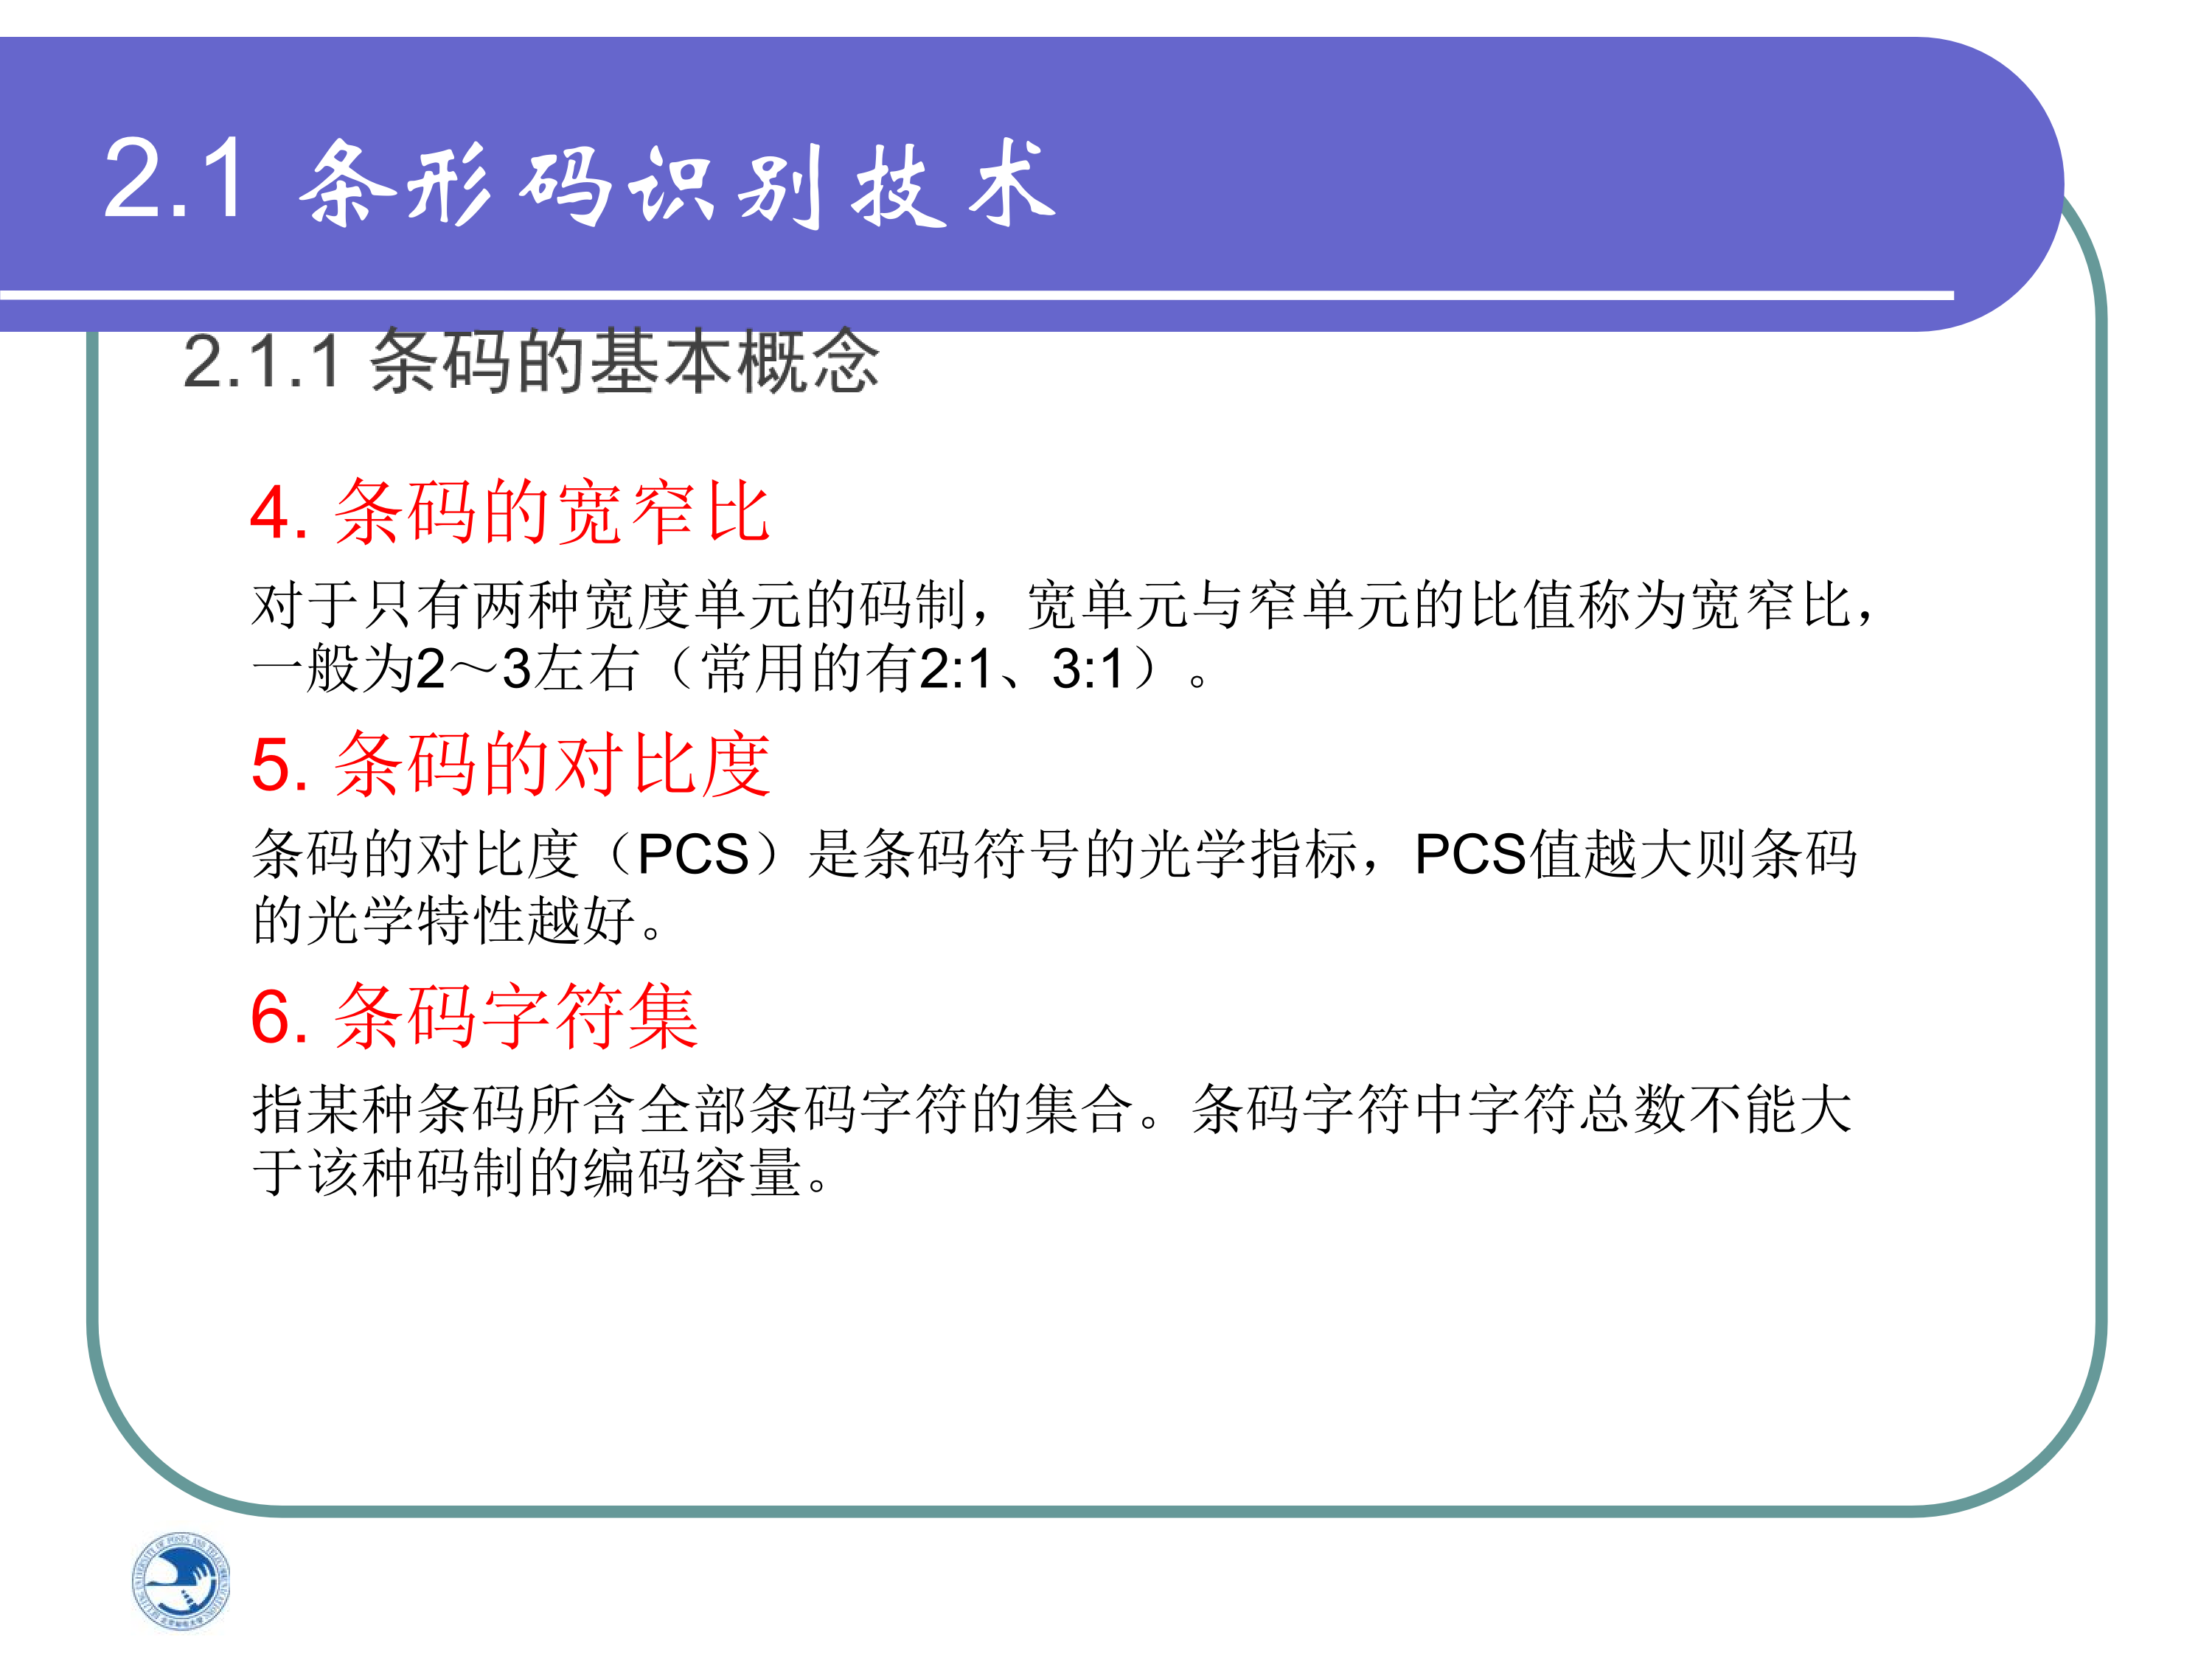 2.1 条形码识别技术
2.1.1 条码的基本概念
4. 条码的宽窄比
对于只有两种宽度单元的码制，宽单元与窄单元的比值称为宽窄比，
一般为2～3左右（常用的有2:1、3:1）。
5. 条码的对比度
条码的对比度（PCS）是条码符号的光学指标，PCS值越大则条码
的光学特性越好。
6. 条码字符集
指某种条码所含全部条码字符的集合。条码字符中字符总数不能大
于该种码制的编码容量。